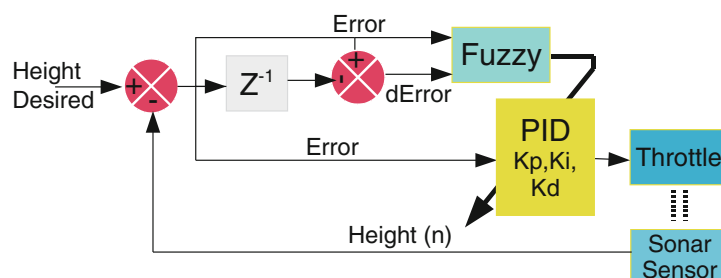 Error
Height
Desired
+
-
Z-1
+
-
dError
Fuzzy
Error
PID
Kp,Ki,
Kd
Throttle
Height (n)
Sonar
Sensor